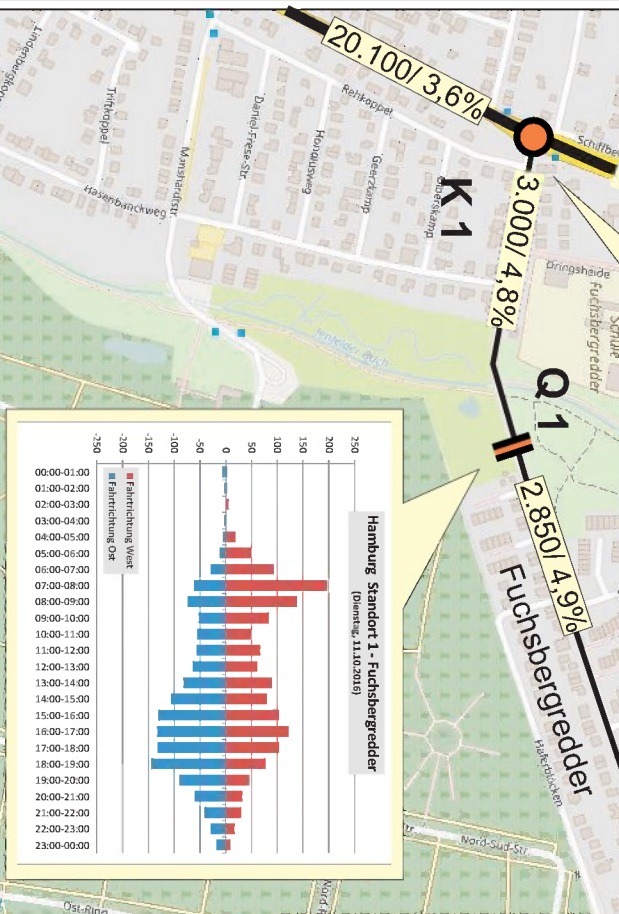 20.100/ 3,6%
K 1
3.000/ 4,8%
Q 1
2.850/ 4,9%
Fuchsbergredder
Triftkoppel
Manshardtstr.
Daniel-Frese-Str.
Rehkoppel
Geerzkamp
Hasenbanckweg
Dringsheide
Schule
Fuchsbergredder
Haferblöcken
Nord-Süd-Str.
Ost-Ring
Hamburg Standort 1 - Fuchsbergredder
(Dienstag, 11.10.2016)
250
200
150
100
50
0
-50
-100
-150
-200
-250
00:00-01:00
01:00-02:00
02:00-03:00
03:00-04:00
04:00-05:00
05:00-06:00
06:00-07:00
07:00-08:00
08:00-09:00
09:00-10:00
10:00-11:00
11:00-12:00
12:00-13:00
13:00-14:00
14:00-15:00
15:00-16:00
16:00-17:00
17:00-18:00
18:00-19:00
19:00-20:00
20:00-21:00
21:00-22:00
22:00-23:00
23:00-00:00
Fahrtrichtung West
Fahrtrichtung Ost